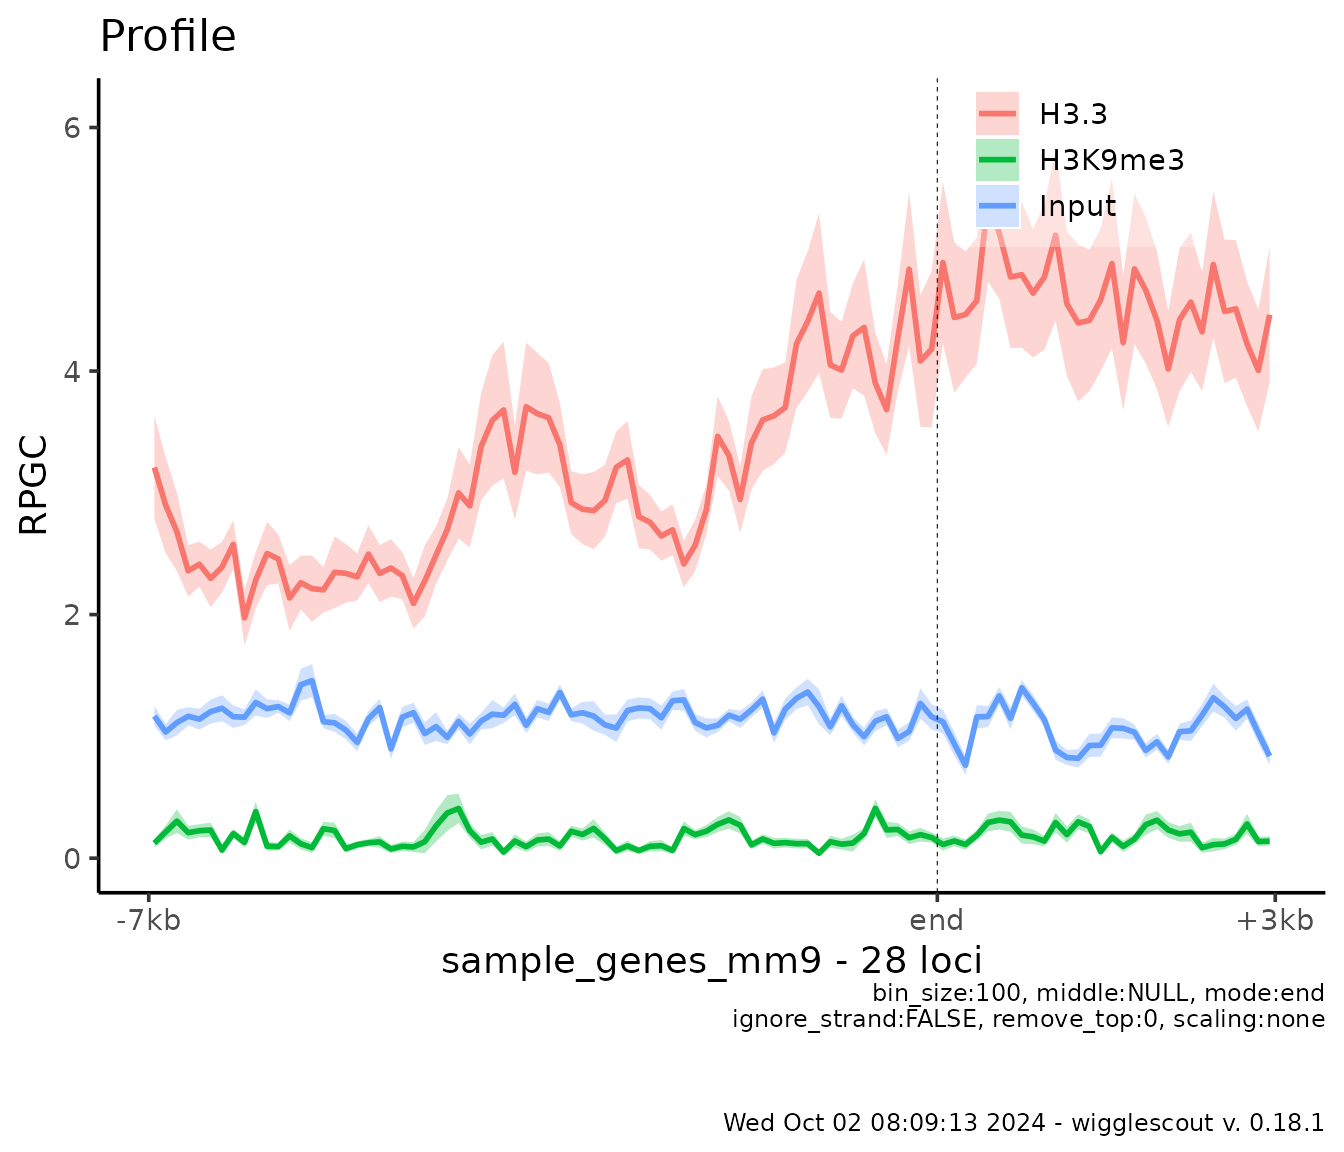 Profile
H3.3
H3K9me3
Input
6
4
2
0
RPGC
-7kb
end
+3kb
sample_genes_mm9 - 28 loci
bin_size:100, middle:NULL, mode:end
ignore_strand:FALSE, remove_top:0, scaling:none
Wed Oct 02 08:09:13 2024 - wigglescout v. 0.18.1